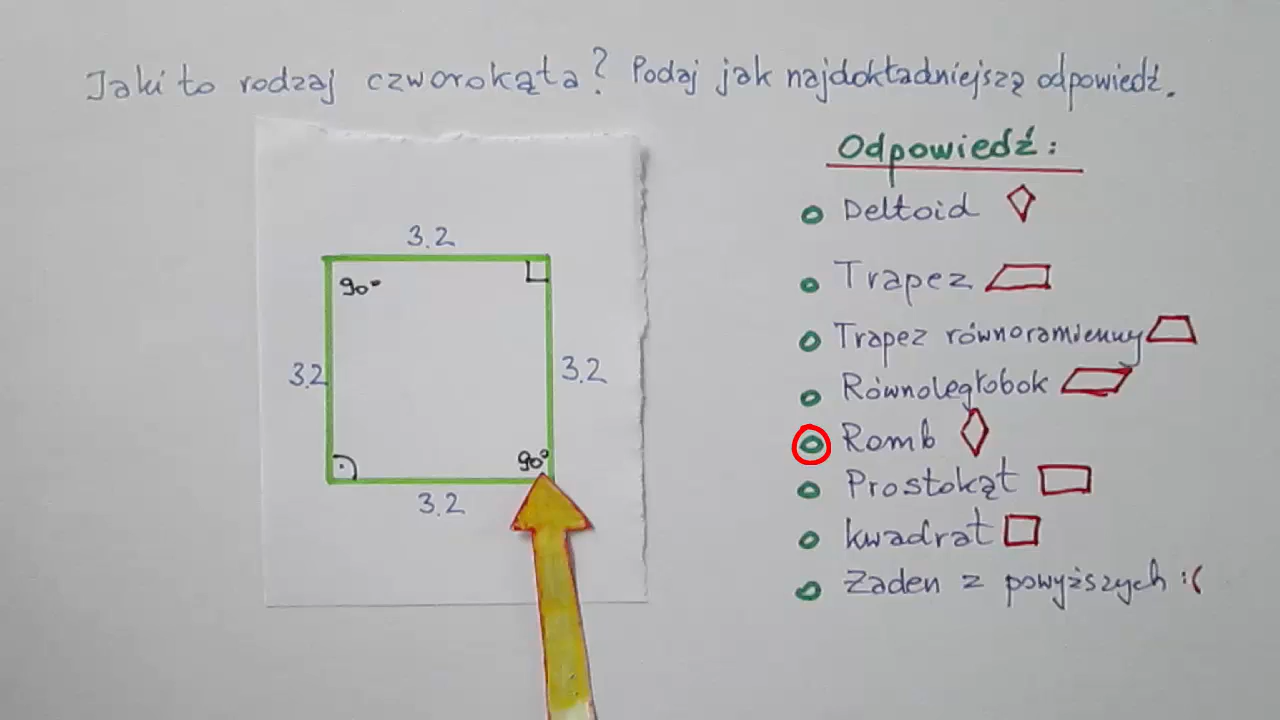 Jaki to rodzaj czworokąta? Podaj jak najdokładniejszą odpowiedź.
Odpowiedź:
Deltoid
Trapez
Trapez równoramienny
Równoległobok
Romb
Prostokąt
kwadrat
Żaden z powyższych :(
3.2
90°
3.2
3.2
90°
3.2